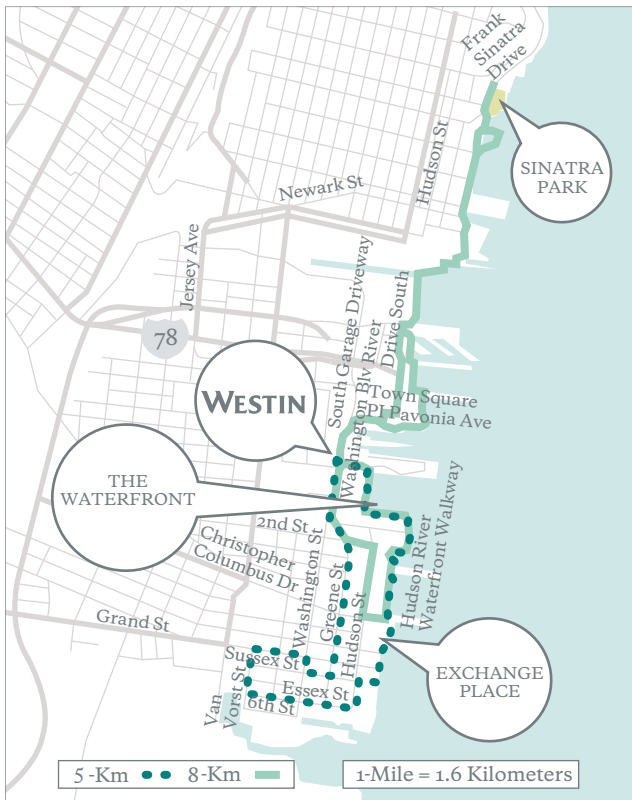 Frank
Sinatra
Drive
SINATRA
PARK
Hudson St
Newark St
Jersey Ave
78
South Garage Driveway
Washington Blv River
Drive South
WESTIN
Town Square
Pl Pavonia Ave
THE
WATERFRONT
2nd St
Christopher
Columbus Dr
Washington St
Greene St
Hudson St
Hudson River
Waterfront Walkway
Grand St
Sussex St
Essex St
6th St
Van
Vorst St
EXCHANGE
PLACE
5 -Km
8-Km
1-Mile = 1.6 Kilometers